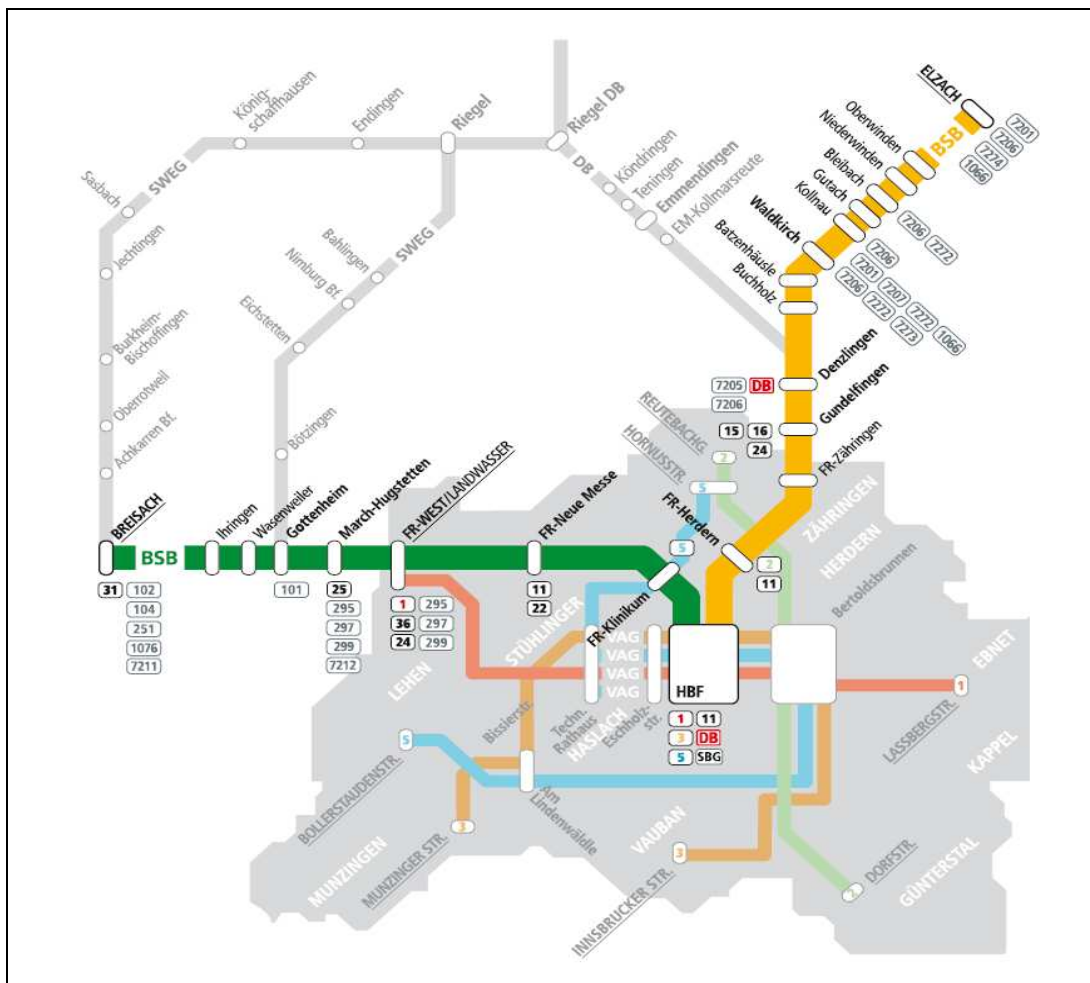 König-
schaffhausen
Endingen
Riegel
Riegel DB
SWEG
Sasbach
Jechtingen
Burkheim-
Bischoffingen
Oberrotweil
Achkarren Bf.
Bahlingen
SWEG
Nimburg Bf.
Eichstetten
Bötzingen
DB
Köndringen
Teningen
Emmendingen
EM-Kollmarsreute
ELZACH
BSB
7201
7206
7274
1066
Oberwinden
Niederwinden
Bleibach
Gutach
Kollnau
7206
7272
Waldkirch
7206
7201
7207
7272
1066
7206
7272
7273
Batzenhäusle
Buchholz
Denzlingen
7205 DB
7206
Gundelfingen
15 16
24
FR-Zähringen
REUTEBACHG.
2
HORNUSSTR.
5
ZÄHRINGEN
HERDERN
FR-Herdern
2
11
5
BREISACH
BSB
31 102
104
251
1076
7211
Ihringen
Wasenweiler
Gottenheim
101
March-Hugstetten
25
295
297
299
7212
FR-WEST/LANDWASSER
1 295
36 297
24 299
FR-Neue Messe
11
22
FR-Klinikum
STÜHLINGER
LEHEN
VAG
VAG
VAG
VAG
HBF
1 11
3 DB
5 SBG
Bertoldsbrunnen
EBNET
1
LASSBERGSTR.
KAPPEL
Bissierstr.
Techn.
Rathaus
HASLACH
Eschholz-
str.
5
BOLLERSTAUDENSTR.
3
MUNZINGER STR.
MUNZINGEN
Am
Lindenwäldle
VAUBAN
3
INNSBRUCKER STR.
2
DORFSTR.
GÜNTERSTAL